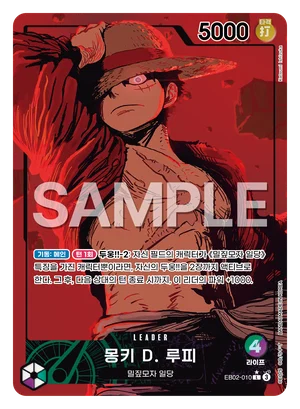 5000
타격
打
SAMPLE
기동: 메인 턴 1회 두웅!!-2: 자신 필드의 캐릭터가 《밀짚모자 일당》
특징을 가진 캐릭터뿐이라면, 자신의 두웅!!을 2장까지 액티브로
한다. 그 후, 다음 상대의 턴 종료 시까지, 이 리더의 파워 +1000.
LEADER
몽키 D. 루피
밀짚모자 일당
4
라이프
EB02-010 L 3